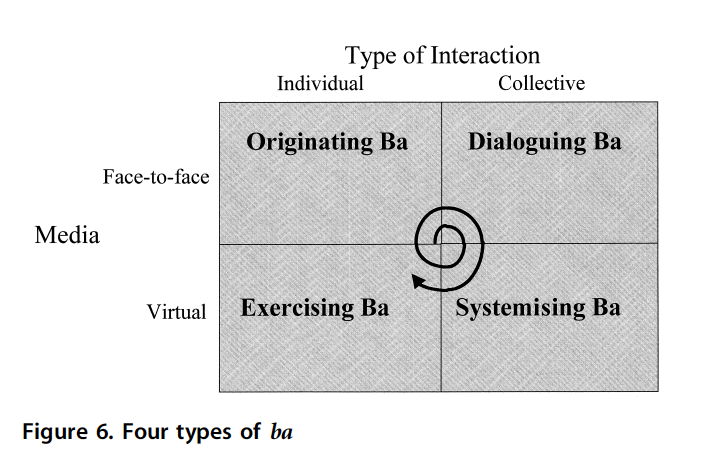 Type of Interaction
Individual Collective
Originating Ba Dialoguing Ba
Face-to-face
Media
Virtual
Exercising Ba Systemising Ba
Figure 6. Four types of ba